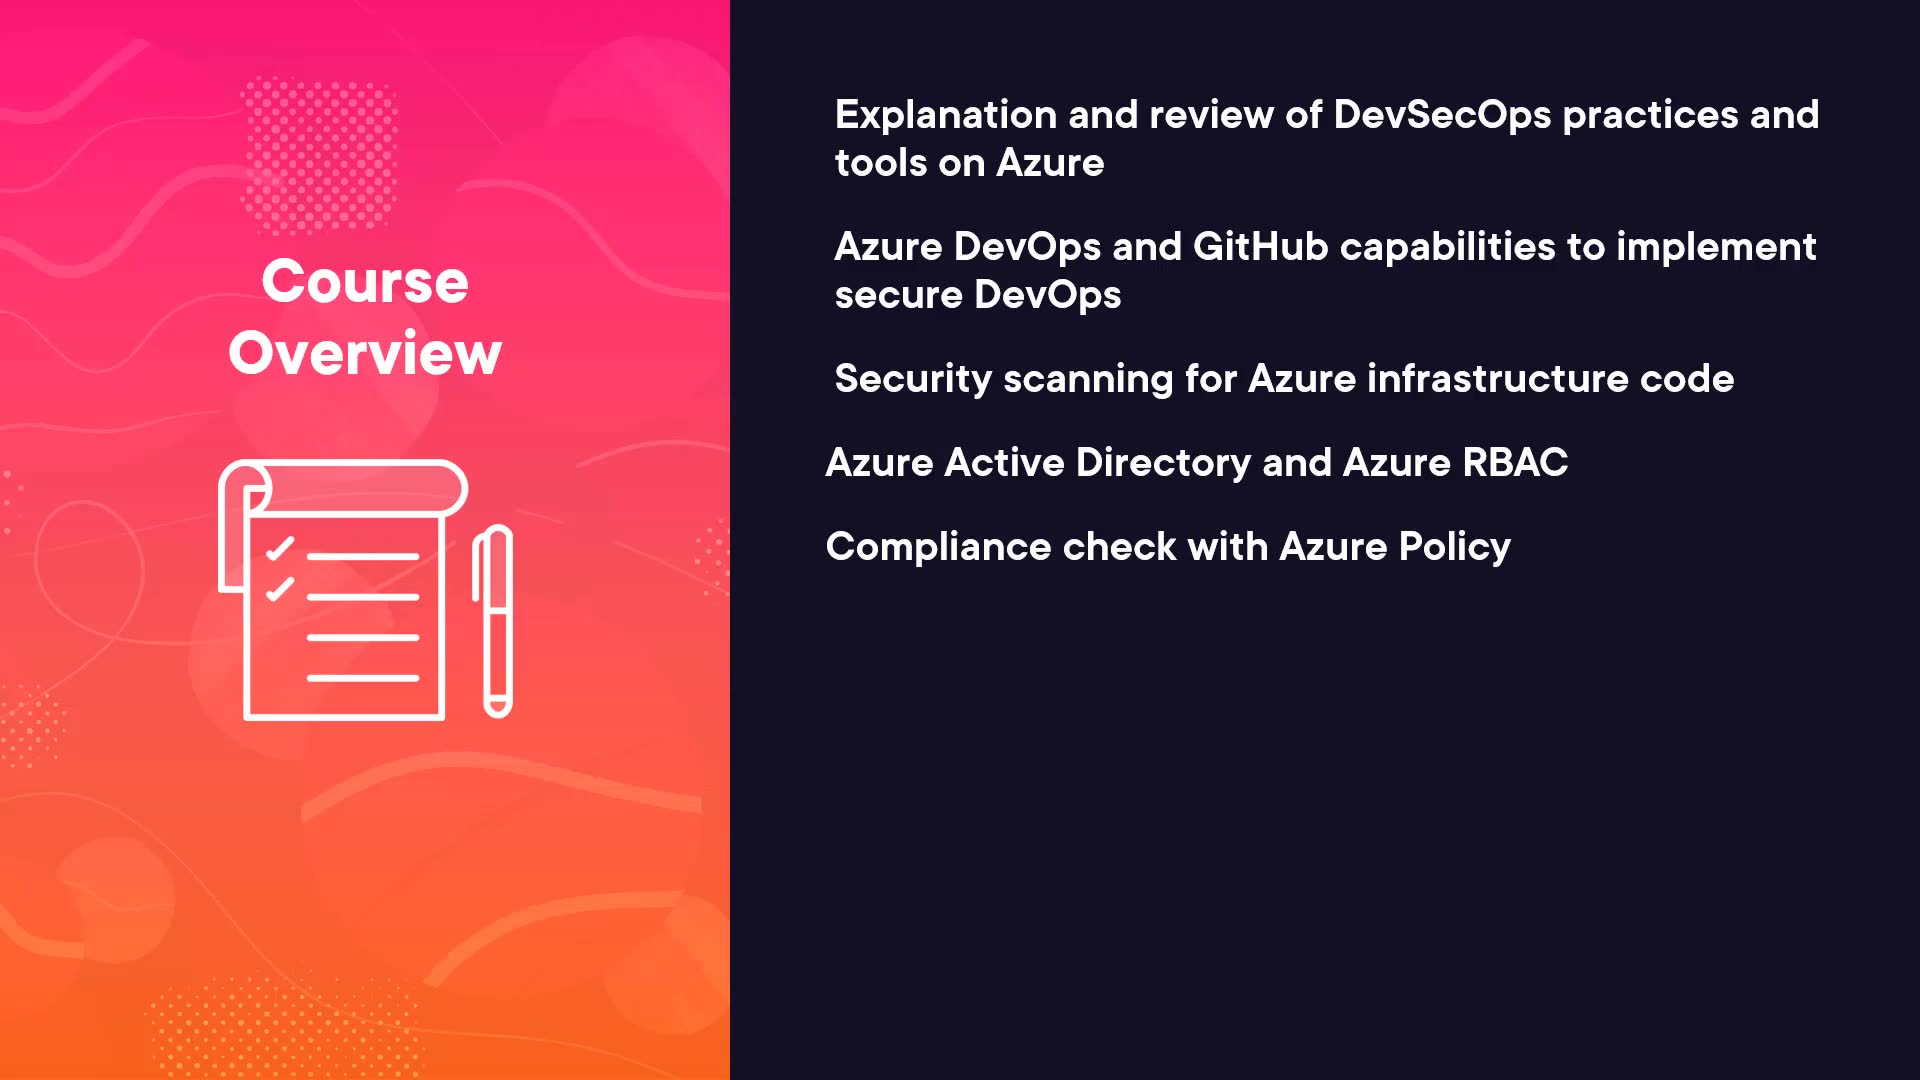 Course
Overview
Explanation and review of DevSecOps practices and
tools on Azure
Azure DevOps and GitHub capabilities to implement
secure DevOps
Security scanning for Azure infrastructure code
Azure Active Directory and Azure RBAC
Compliance check with Azure Policy